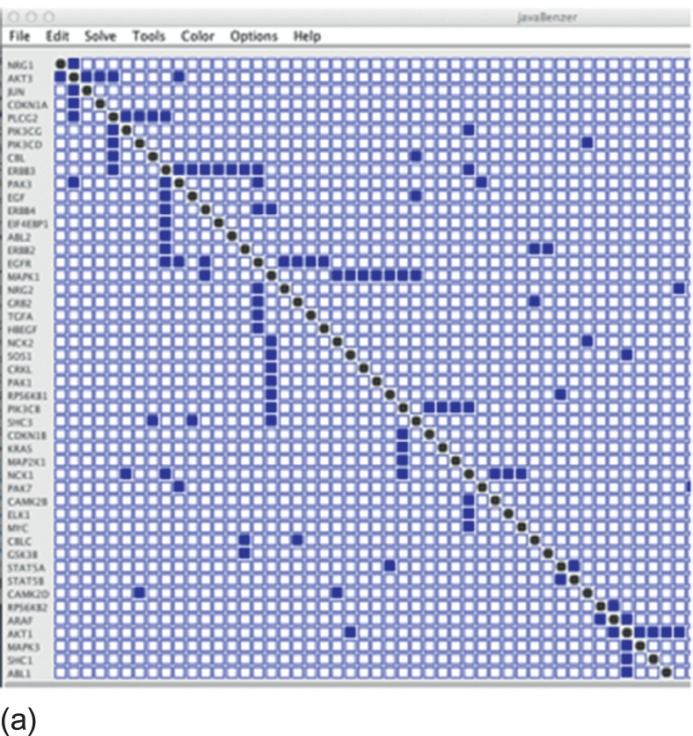 javaBenzer
File Edit Solve Tools Color Options Help
NRG1
AKT3
JUN
CDKN1A
PLCG2
PIK3CG
PIK3CD
CBL
ERBB3
PAK3
EGF
ERBB4
EIF4EBP1
ABL2
ERBB2
EGFR
MAPK1
NRG2
GRB2
TGFA
HBEGF
NCK2
SOS1
CRKL
PAK1
RPS6KB1
PIK3CB
SHC3
CDKN1B
KRAS
MAP2K1
NCK1
PAK7
CAMK2B
ELK1
MYC
CBLC
GSK3B
STAT5A
STAT5B
CAMK2D
RPS6KB2
ARAF
AKT1
MAPK3
SHC1
ABL1
(a)